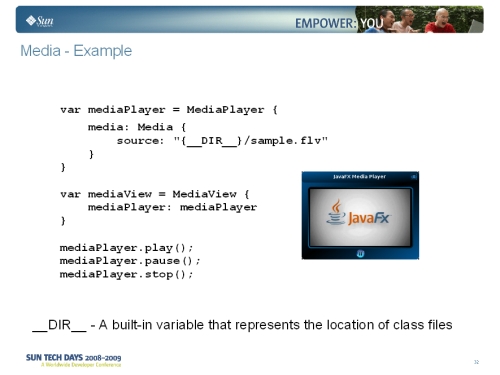 Sun
EMPOWER: YOU
Media - Example
var mediaPlayer = MediaPlayer {
media: Media {
source: "{__DIR__}/sample.flv"
}
}
var mediaView = MediaView {
mediaPlayer: mediaPlayer
}
mediaPlayer.play();
mediaPlayer.pause();
mediaPlayer.stop();
JavaFX Media Player
JavaFX
__DIR__ - A built-in variable that represents the location of class files
SUN TECH DAYS 2008-2009
A Worldwide Developer Conference
32